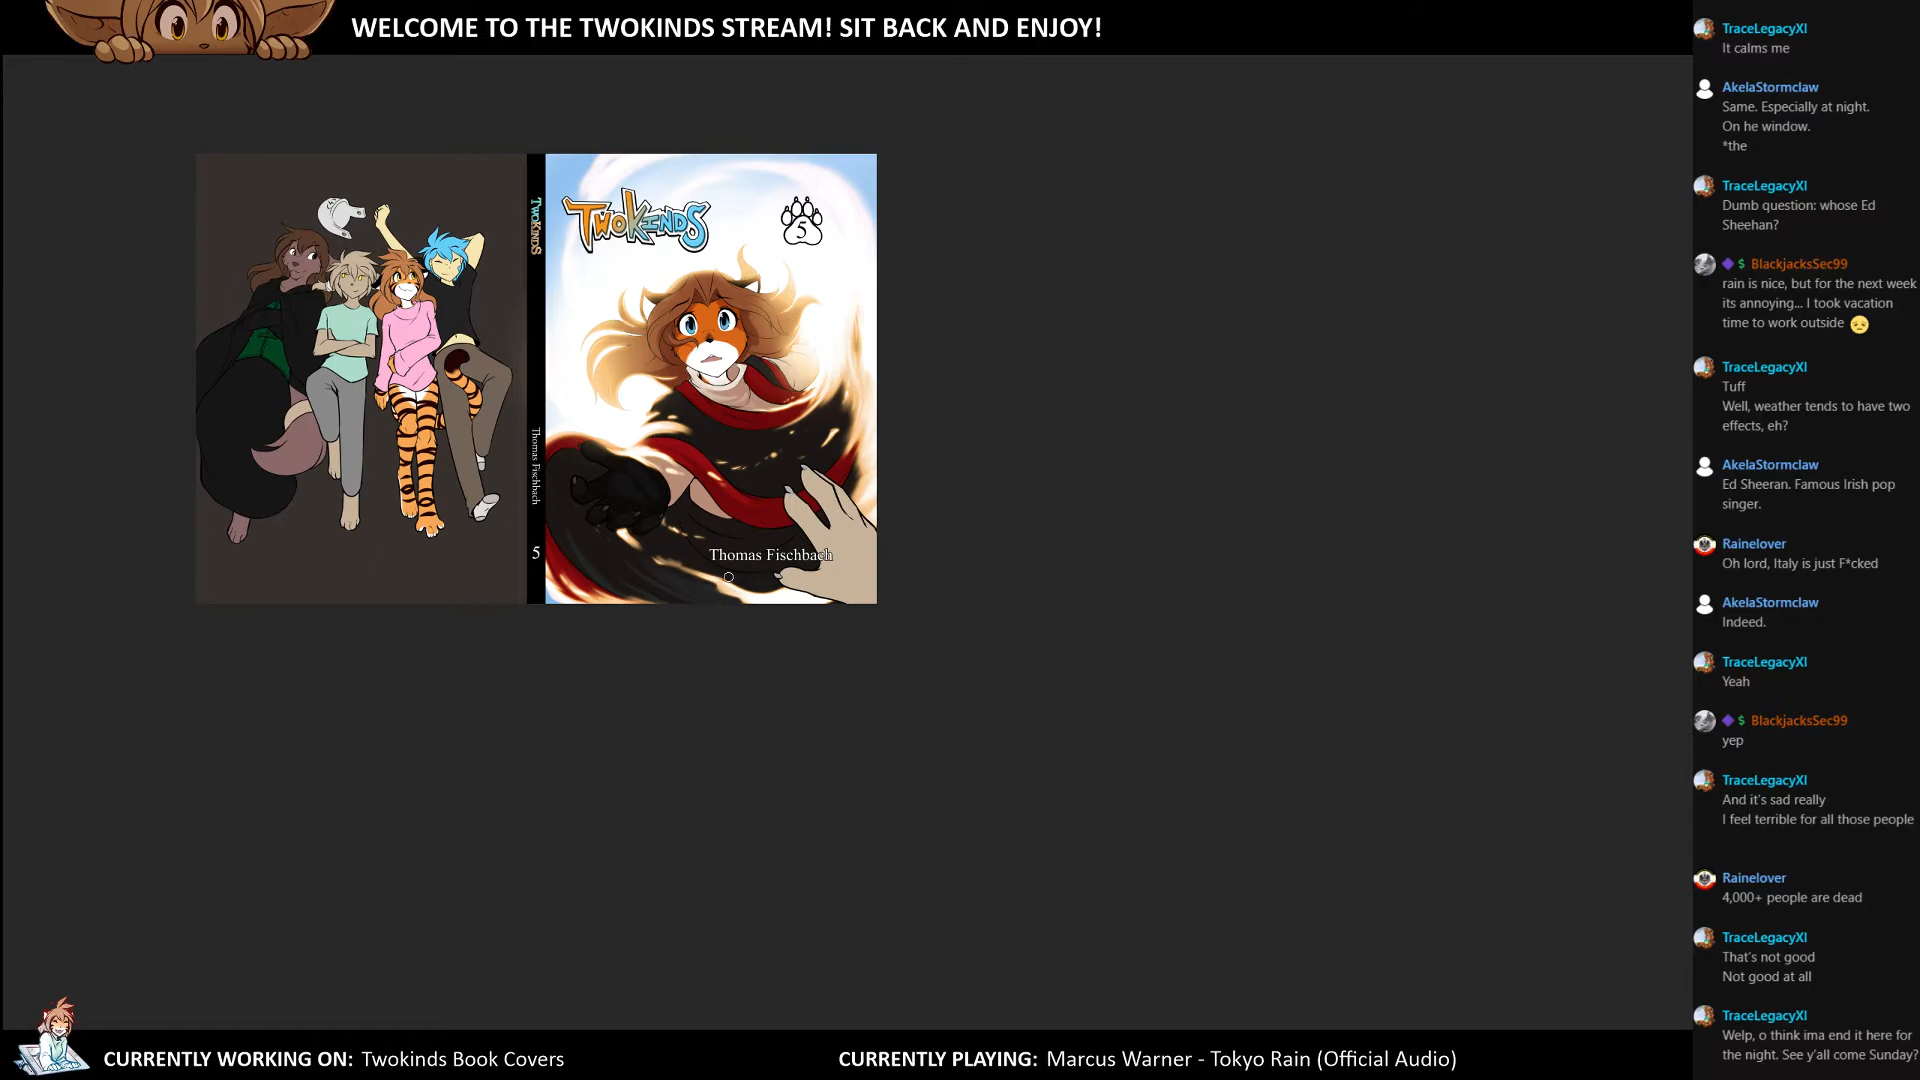 WELCOME TO THE TWOKINDS STREAM! SIT BACK AND ENJOY!
TWOKINDS
Thomas Fischbach
5
TWOKINDS
5
Thomas Fischbach
TraceLegacyXI
It calms me
AkelaStormclaw
Same. Especially at night.
On he window.
*the
TraceLegacyXI
Dumb question: whose Ed
Sheehan?
$ BlackjacksSec99
rain is nice, but for the next week
its annoying... I took vacation
time to work outside 😞
TraceLegacyXI
Tuff
Well, weather tends to have two
effects, eh?
AkelaStormclaw
Ed Sheeran. Famous Irish pop
singer.
Rainelover
Oh lord, Italy is just F*cked
AkelaStormclaw
Indeed.
TraceLegacyXI
Yeah
$ BlackjacksSec99
yep
TraceLegacyXI
And it's sad really
I feel terrible for all those people
Rainelover
4,000+ people are dead
TraceLegacyXI
That's not good
Not good at all
TraceLegacyXI
Welp, o think ima end it here for
the night. See y'all come Sunday?
CURRENTLY WORKING ON: Twokinds Book Covers
CURRENTLY PLAYING: Marcus Warner - Tokyo Rain (Official Audio)